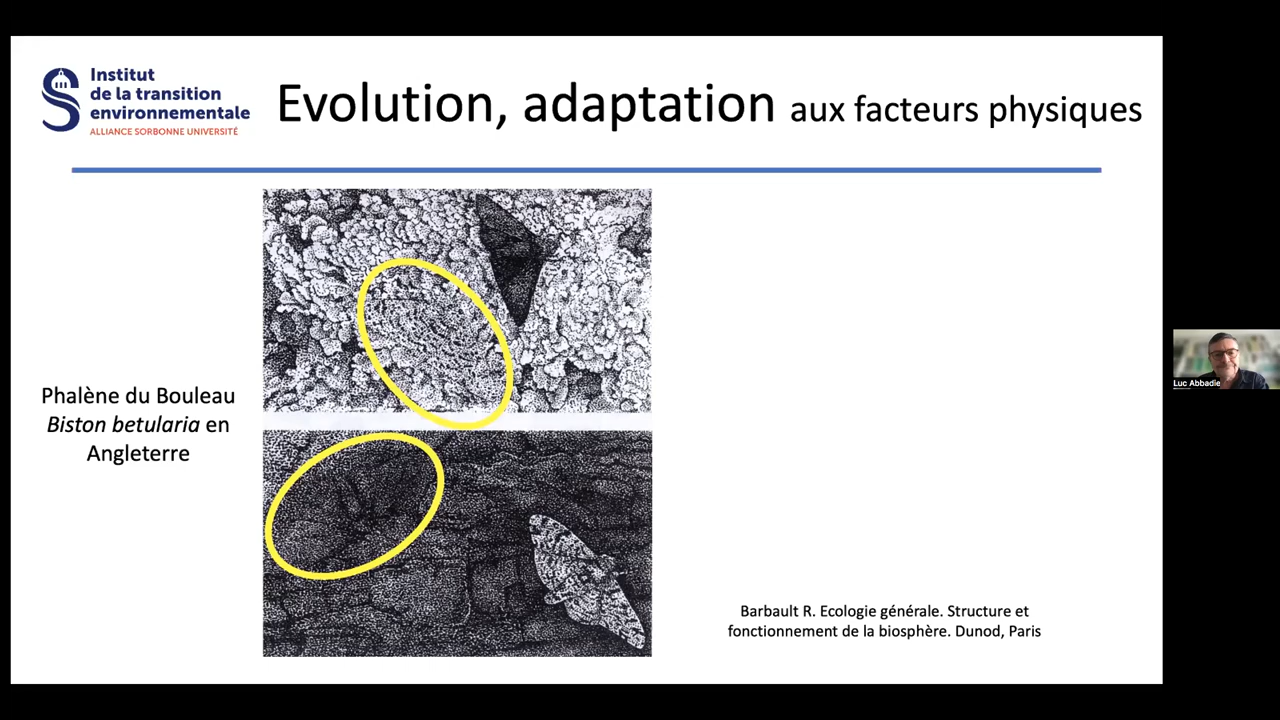 Institut
de la transition
environnementale
ALLIANCE SORBONNE UNIVERSITÉ
Evolution, adaptation aux facteurs physiques
Phalène du Bouleau
Biston betularia en
Angleterre
Barbault R. Ecologie générale. Structure et
fonctionnement de la biosphère. Dunod, Paris
Luc Abbadie